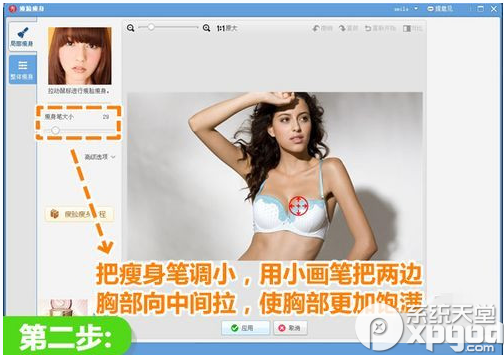 瘦脸瘦身
搜意见
局部瘦身
整体瘦身
1:1原大
撤销
重做
对比
拉动鼠标进行瘦脸瘦身。
瘦身笔大小 29
高级选项
瘦脸瘦身教程
把瘦身笔调小，用小画笔把两边
胸部向中间拉，使胸部更加饱满
第二步:
应用
取消
系统天堂
xpgod